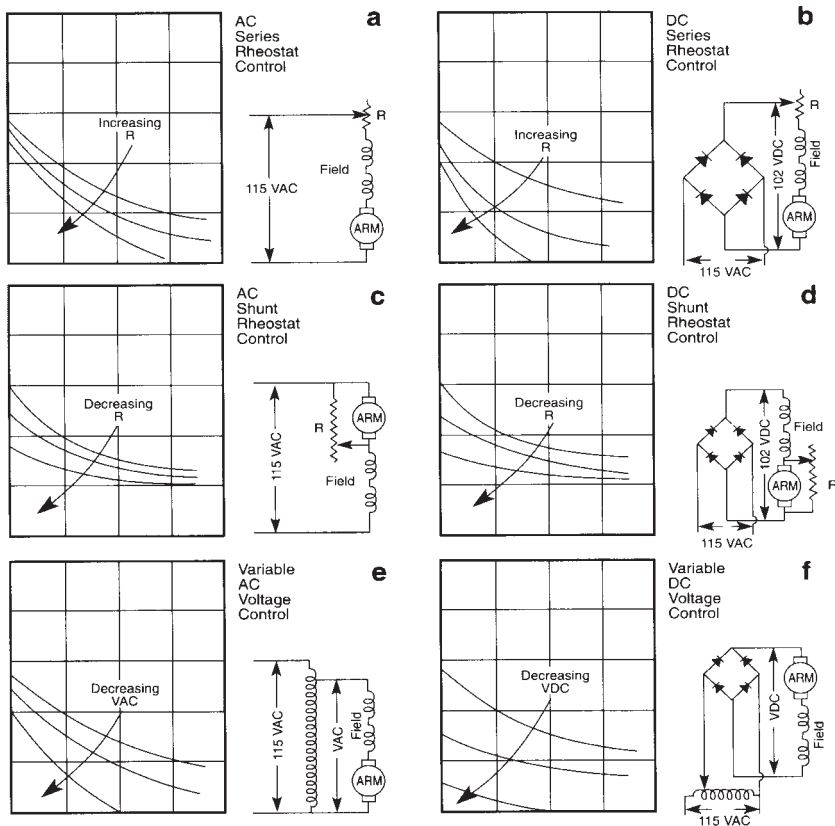 a
AC
Series
Rheostat
Control
Increasing
R
R
Field
115 VAC
ARM
b
DC
Series
Rheostat
Control
Increasing
R
R
102 VDC
Field
ARM
115 VAC
c
AC
Shunt
Rheostat
Control
Decreasing
R
115 VAC
R
ARM
Field
d
DC
Shunt
Rheostat
Control
Decreasing
R
102 VDC
Field
ARM
R
115 VAC
e
Variable
AC
Voltage
Control
Decreasing
VAC
115 VAC
VAC
Field
ARM
f
Variable
DC
Voltage
Control
Decreasing
VDC
VDC
ARM
Field
115 VAC